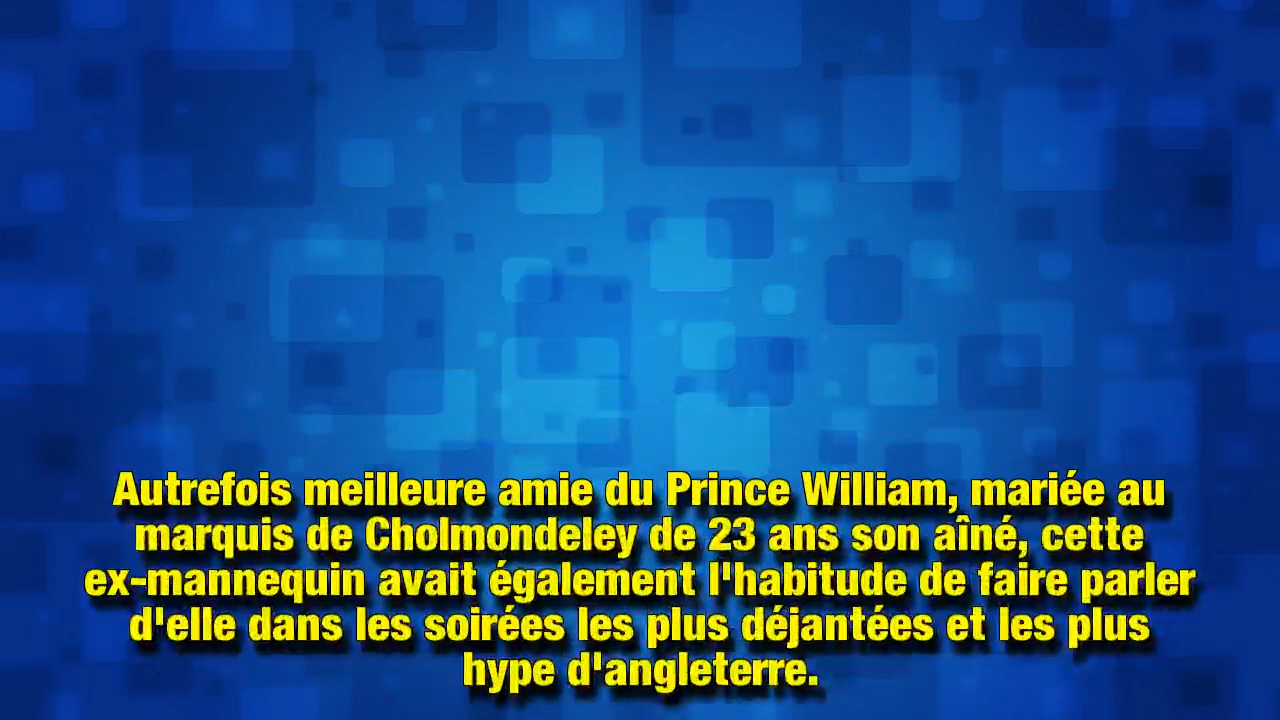 Autrefois meilleure amie du Prince William, mariée au
marquis de Cholmondeley de 23 ans son aîné, cette
ex-mannequin avait également l'habitude de faire parler
d'elle dans les soirées les plus déjantées et les plus
hype d'angleterre.